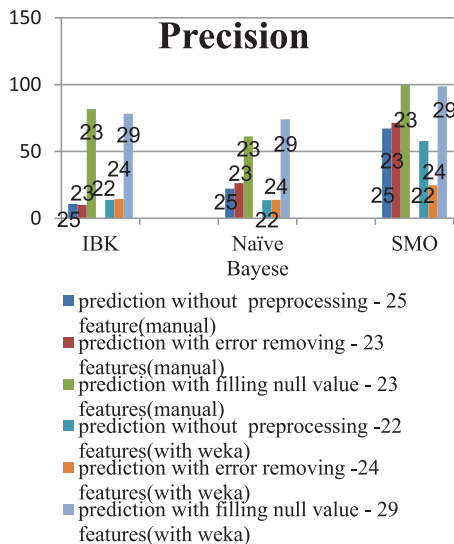 Precision
150
100
50
0
25
23
23
22
24
29
25
23
23
22
24
29
25
23
23
22
24
29
IBK
Naïve
Bayese
SMO
prediction without preprocessing - 25
feature(manual)
prediction with error removing - 23
features(manual)
prediction with filling null value - 23
features(manual)
prediction without preprocessing -22
features(with weka)
prediction with error removing -24
features(with weka)
prediction with filling null value - 29
features(with weka)